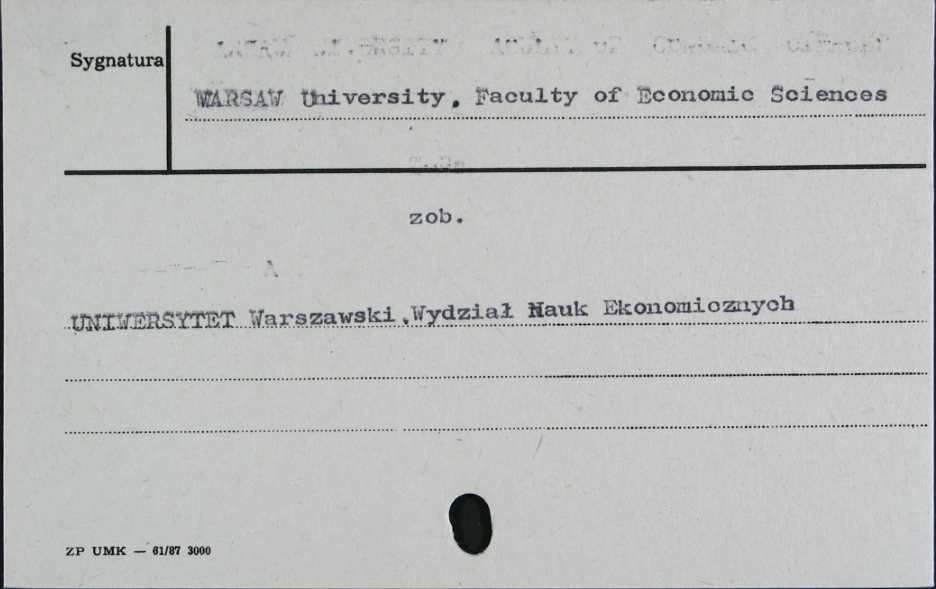 Sygnatura
WARSAW University. Faculty of Economic Sciences
zob.
UNIWERSYTET Warszawski.Wydział Nauk Ekonomicznych
ZP UMK — 61/87 3000